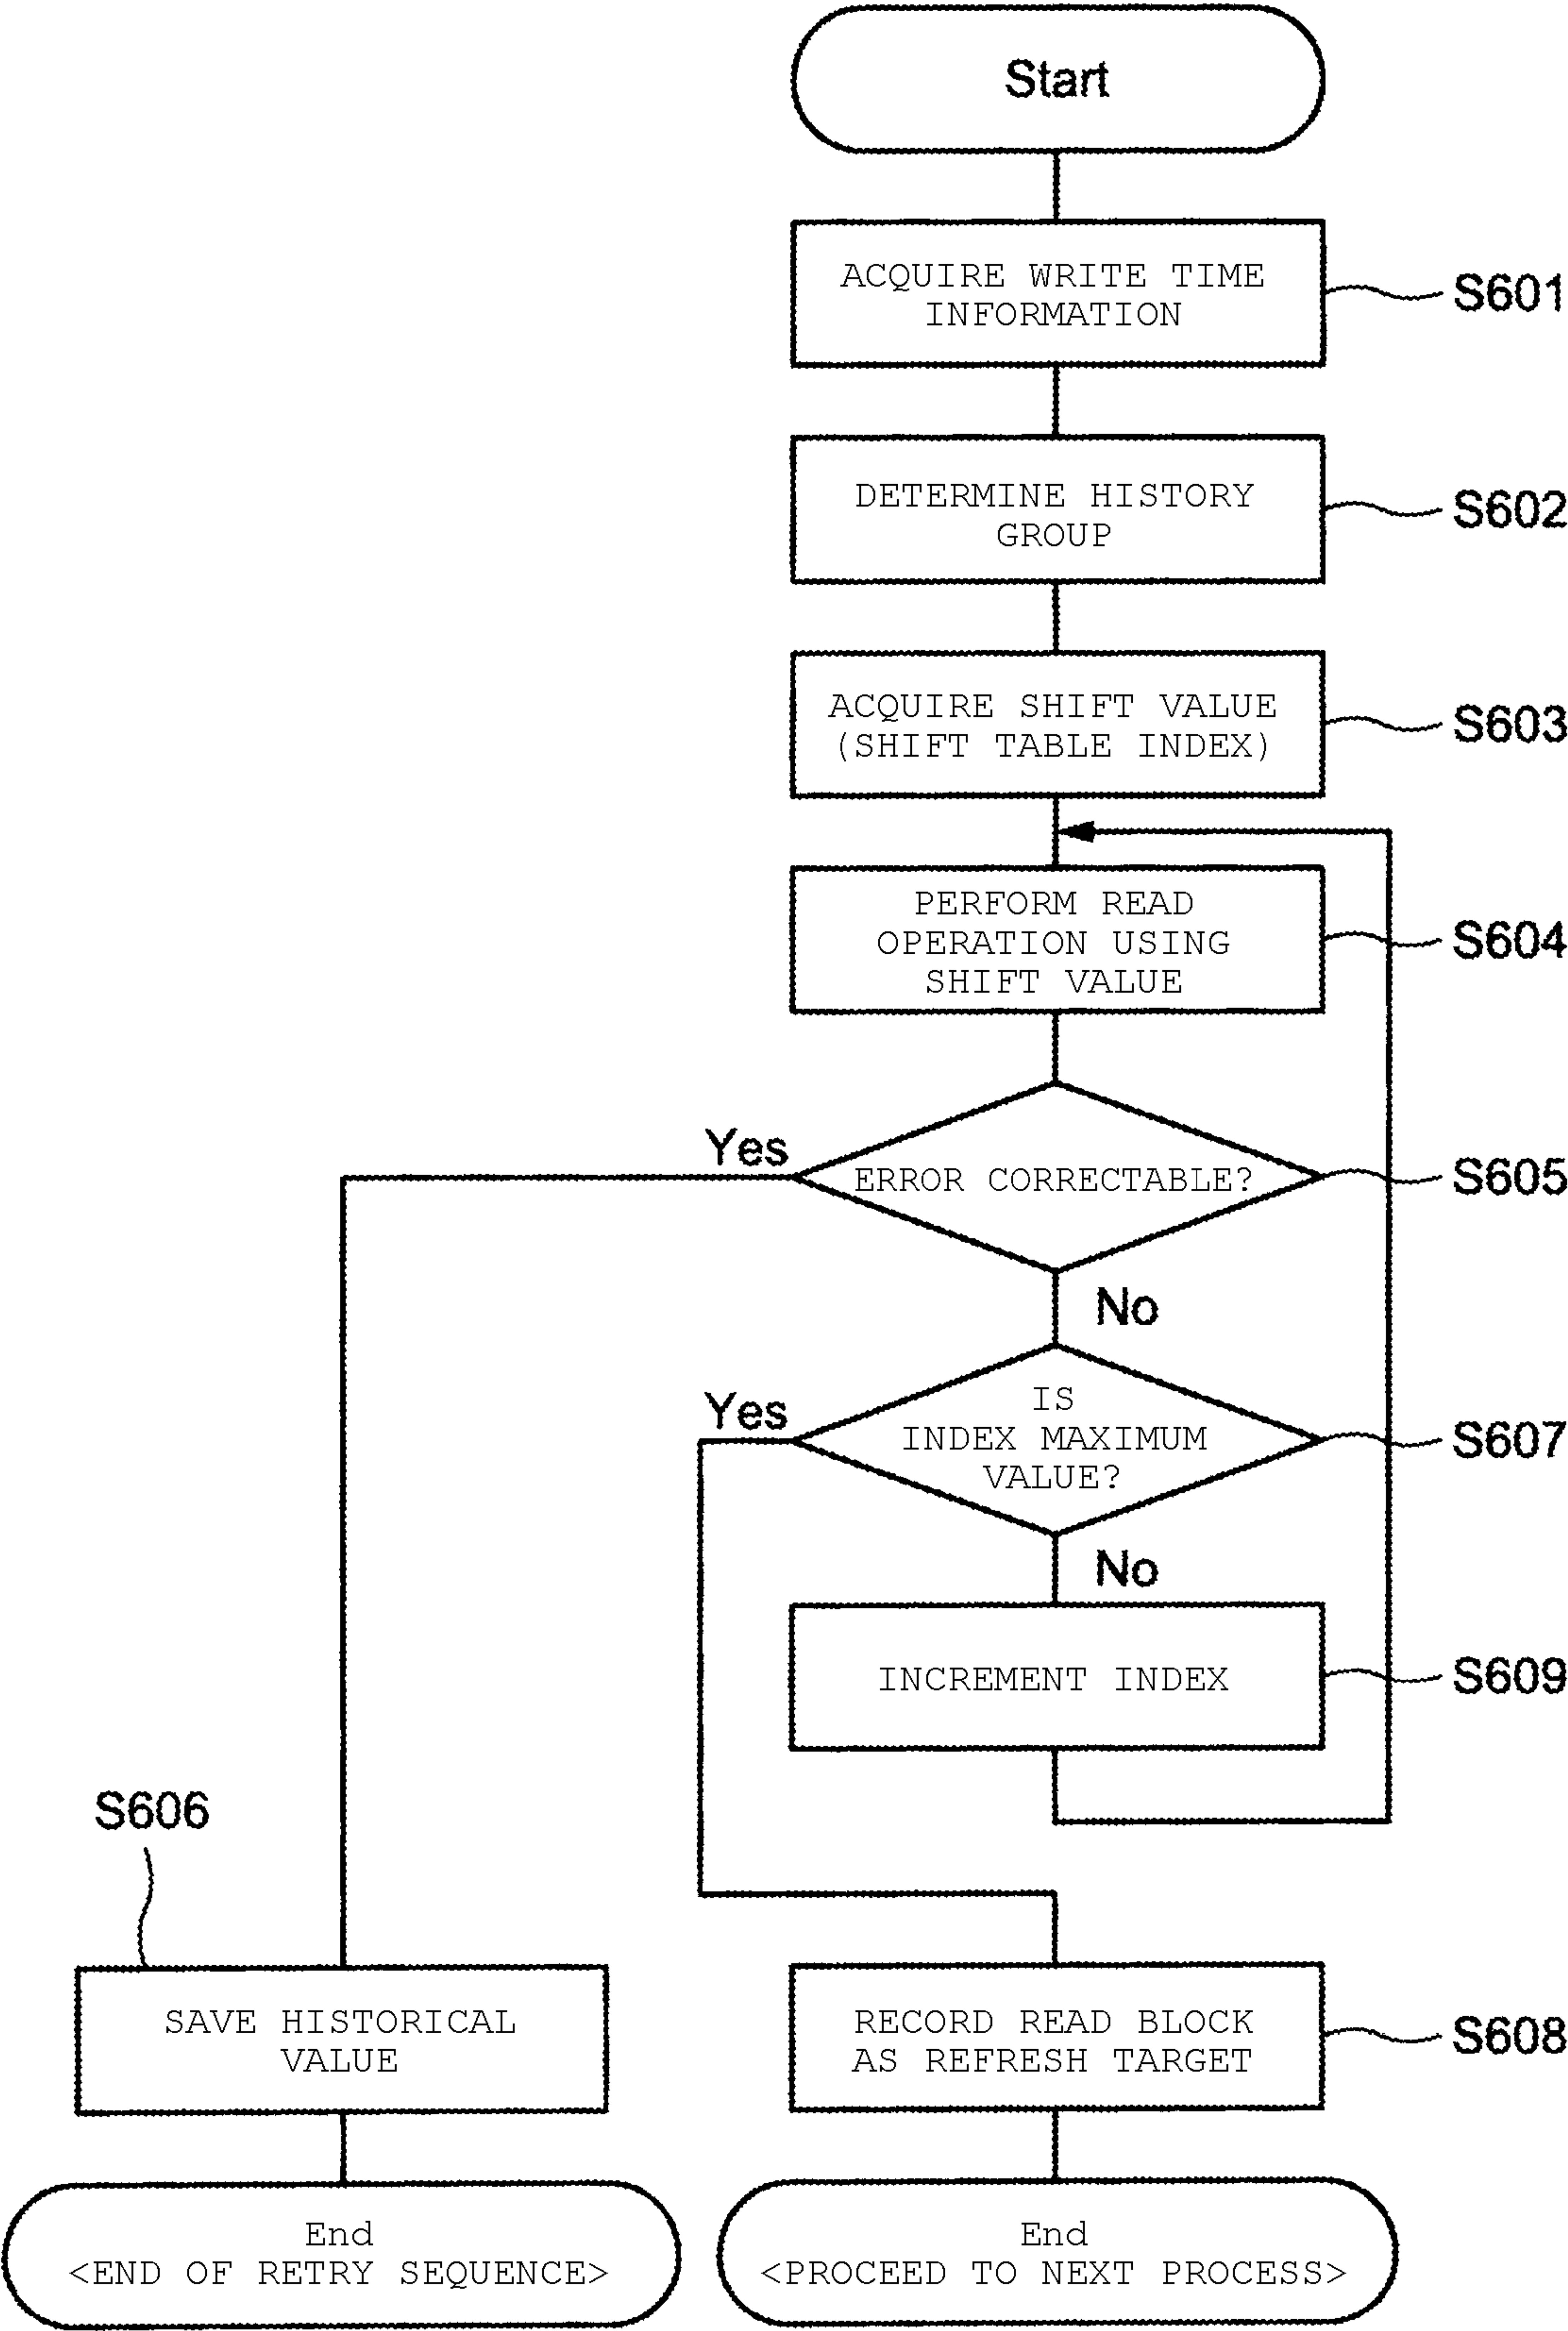 Start
ACQUIRE WRITE TIME
INFORMATION
S601
DETERMINE HISTORY
GROUP
S602
ACQUIRE SHIFT VALUE
(SHIFT TABLE INDEX)
S603
PERFORM READ
OPERATION USING
SHIFT VALUE
S604
Yes
ERROR CORRECTABLE?
S605
No
Yes
IS
INDEX MAXIMUM
VALUE?
S607
No
INCREMENT INDEX
S609
S606
SAVE HISTORICAL
VALUE
RECORD READ BLOCK
AS REFRESH TARGET
S608
End
<END OF RETRY SEQUENCE>
End
<PROCEED TO NEXT PROCESS>